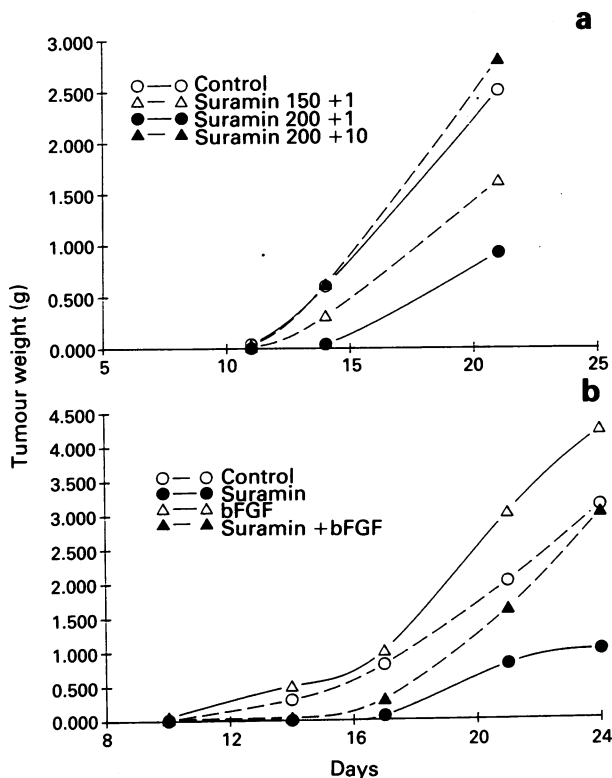 a
3.000
2.500
2.000
1.500
1.000
0.500
0.000
Control
Suramin 150 +1
Suramin 200 +1
Suramin 200 +10
5
10
15
20
25
Tumour weight (g)
b
4.500
4.000
3.500
3.000
2.500
2.000
1.500
1.000
0.500
0.000
Control
Suramin
bFGF
Suramin +bFGF
8
12
16
20
24
Days